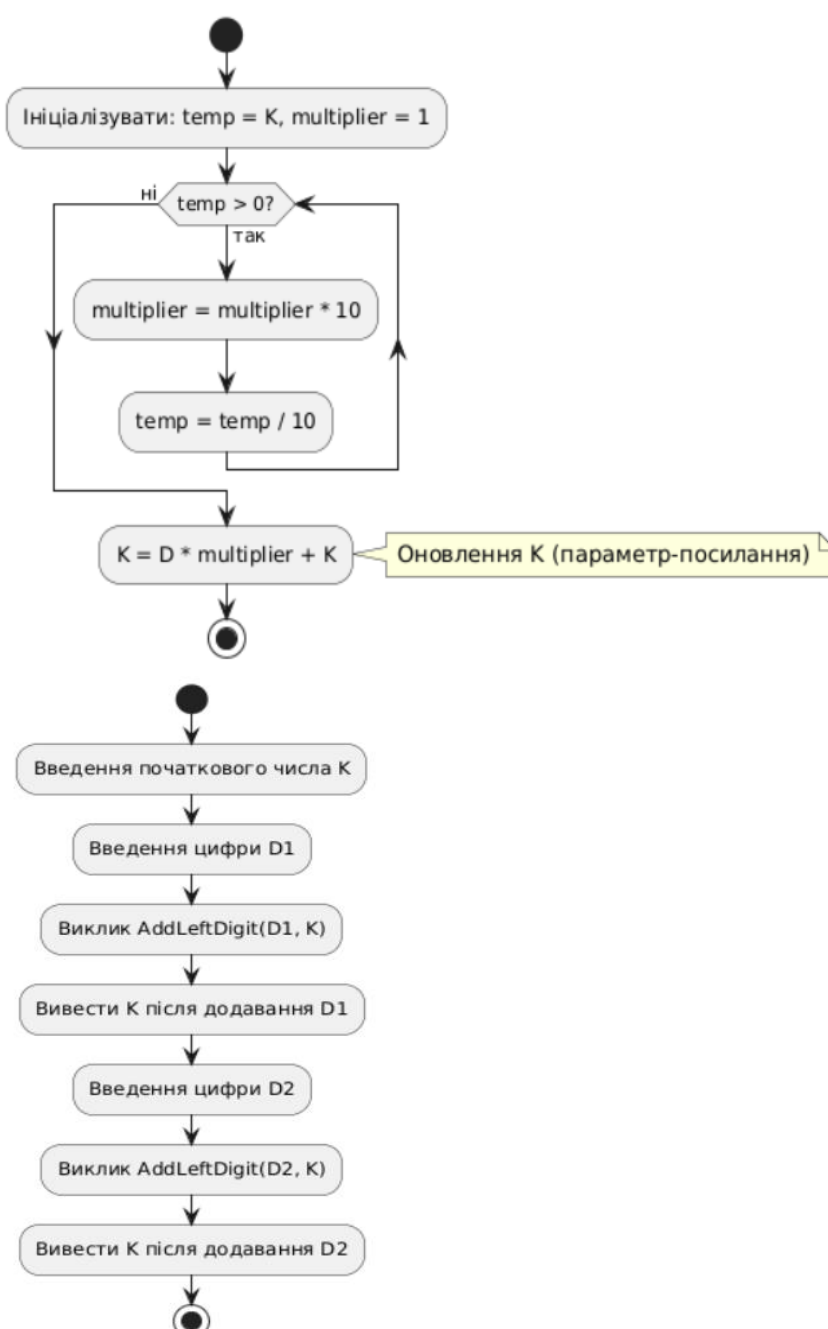 Ініціалізувати: temp = K, multiplier = 1
ні
temp > 0?
так
multiplier = multiplier * 10
temp = temp / 10
K = D * multiplier + K
Оновлення K (параметр-посилання)
Введення початкового числа K
Введення цифри D1
Виклик AddLeftDigit(D1, K)
Вивести K після додавання D1
Введення цифри D2
Виклик AddLeftDigit(D2, K)
Вивести K після додавання D2